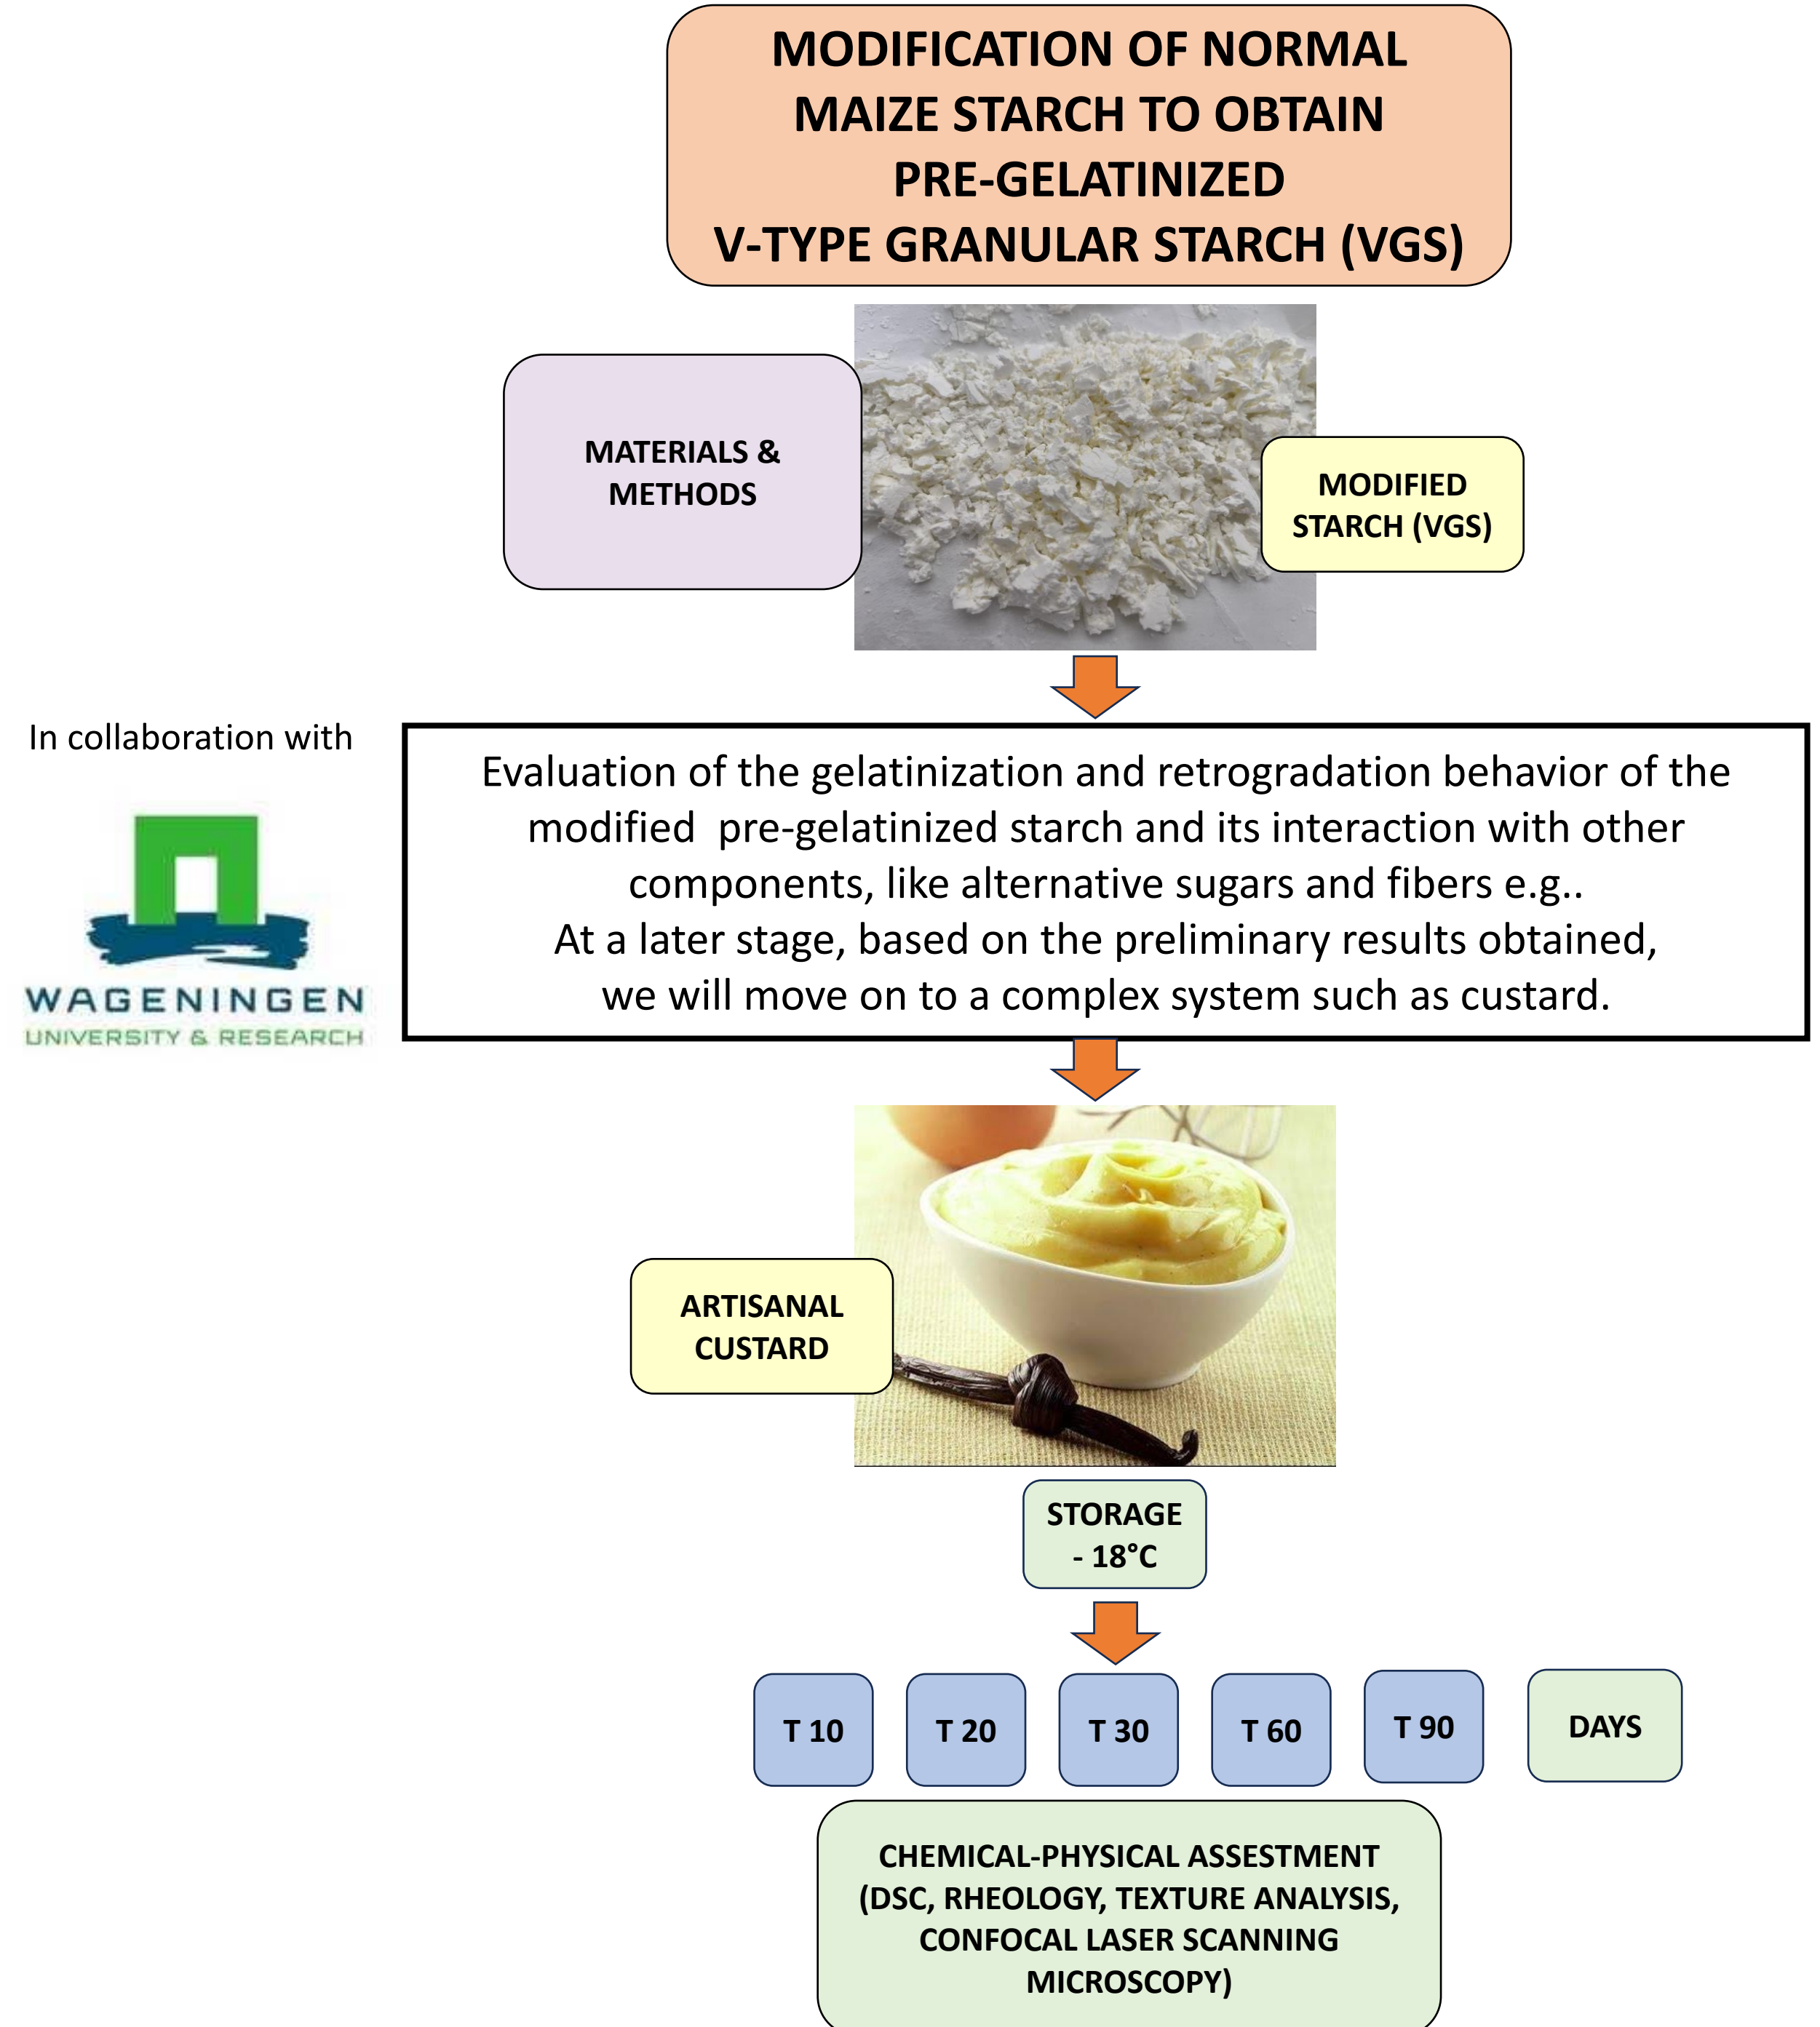 MODIFICATION OF NORMAL
MAIZE STARCH TO OBTAIN
PRE-GELATINIZED
V-TYPE GRANULAR STARCH (VGS)
MATERIALS &
METHODS
MODIFIED
STARCH (VGS)
In collaboration with
WAGENINGEN
UNIVERSITY & RESEARCH
Evaluation of the gelatinization and retrogradation behavior of the
modified  pre-gelatinized starch and its interaction with other
components, like alternative sugars and fibers e.g..
At a later stage, based on the preliminary results obtained,
we will move on to a complex system such as custard.
ARTISANAL
CUSTARD
STORAGE
- 18°C
T 10
T 20
T 30
T 60
T 90
DAYS
CHEMICAL-PHYSICAL ASSESTMENT
(DSC, RHEOLOGY, TEXTURE ANALYSIS,
CONFOCAL LASER SCANNING
MICROSCOPY)